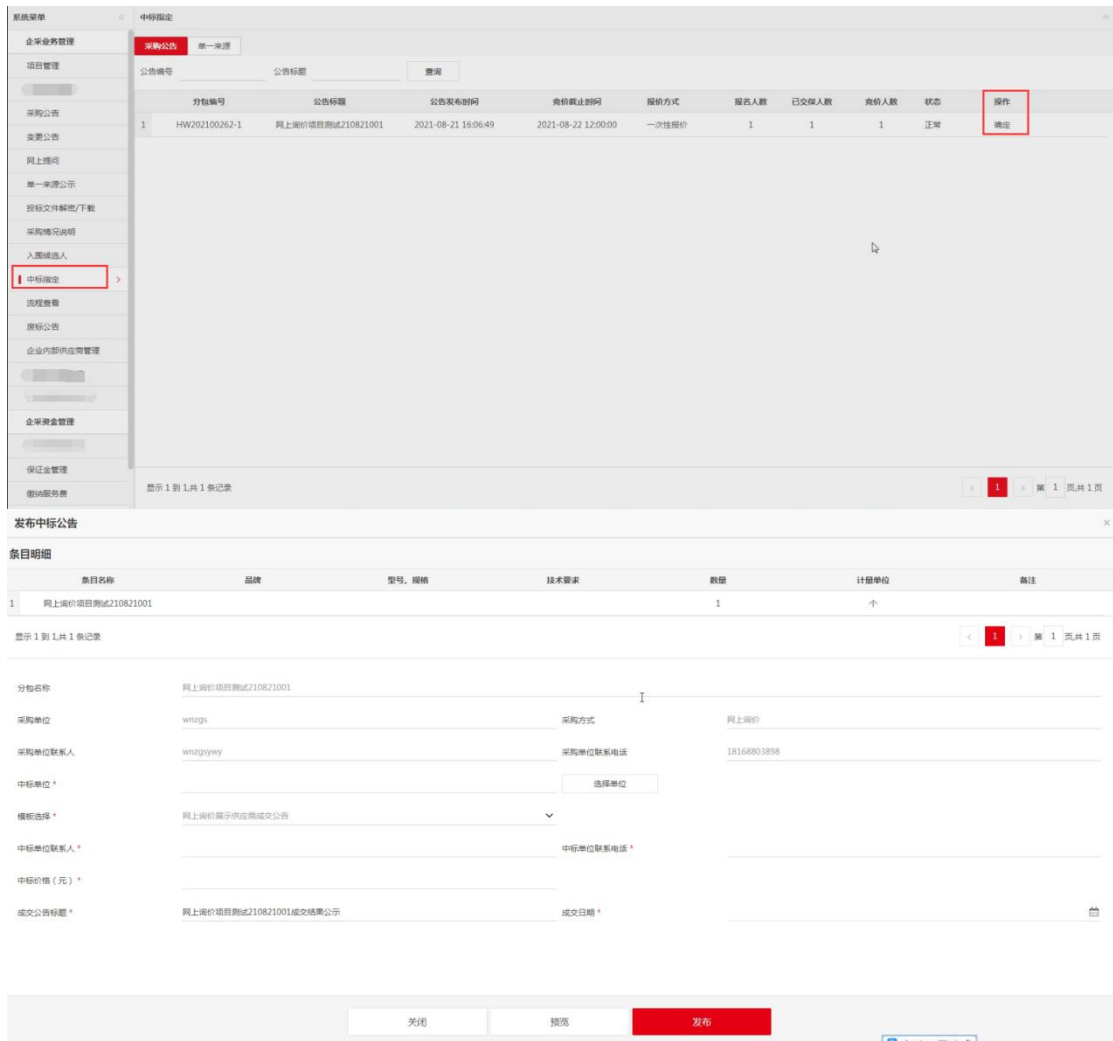 系统菜单 « 中标指定
企采业务管理
采购公告 单一来源
项目管理
公告编号 公告标题 查询
分包编号 公告标题 公告发布时间 竞价截止时间 报价方式 报名人数 已交保人数 竞价人数 状态 操作
采购公告
1 HW202100262-1 网上询价项目测试210821001 2021-08-21 16:06:49 2021-08-22 12:00:00 一次性报价 1 1 1 正常 确定
变更公告
网上提问
单一来源公示
投标文件解密/下载
采购情况说明
入围候选人
中标指定 >
流程查看
废标公告
企业内部供应商管理
企采资金管理
保证金管理
缴纳服务费
显示 1 到 1,共 1 条记录 < 1 > 第 1 页,共 1 页
发布中标公告 ×
条目明细
条目名称 品牌 型号、规格 技术要求 数量 计量单位 备注
1 网上询价项目测试210821001 1 个
显示 1 到 1,共 1 条记录 < 1 > 第 1 页,共 1 页
分包名称 网上询价项目测试210821001
采购单位 wnzgs 采购方式 网上询价
采购单位联系人 wnzgsywy 采购单位联系电话 18168803898
中标单位 * 选择单位
模板选择 * 网上询价展示供应商成交公告
中标单位联系人 * 中标单位联系电话 *
中标价格（元）*
成交公告标题 * 网上询价项目测试210821001成交结果公示 成交日期 *
关闭 预览 发布